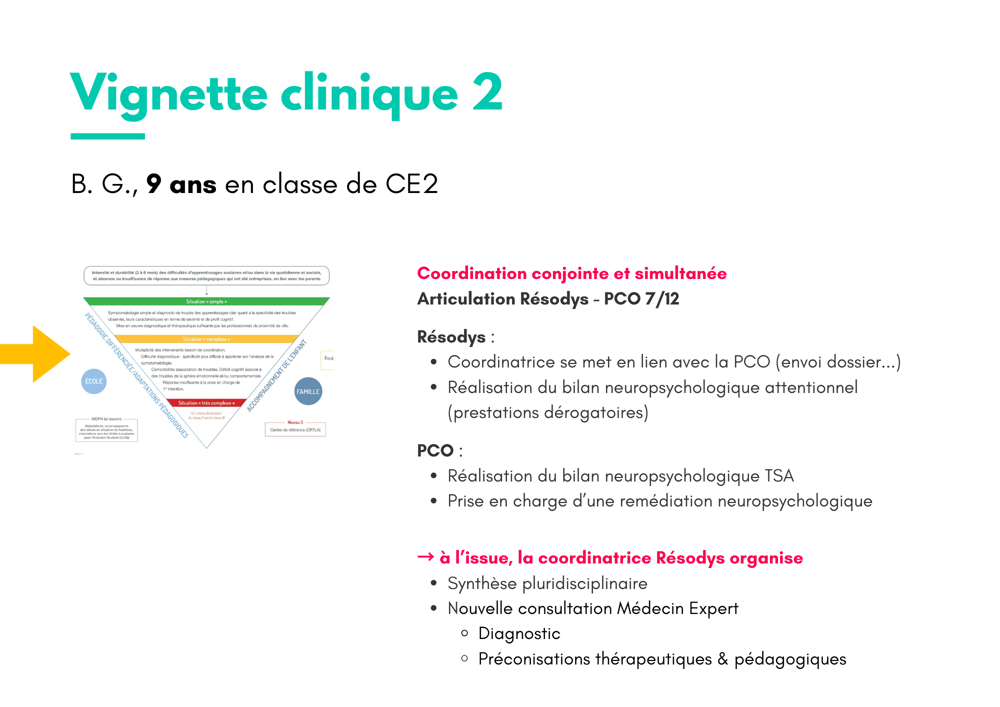 Vignette clinique 2
B. G., 9 ans en classe de CE2
Intensité et durabilité (3 à 6 mois) des difficultés d'apprentissages scolaires et/ou dans la vie quotidienne et sociale,
et absence ou insuffisance de réponse aux mesures pédagogiques qui ont été entreprises, en lien avec les parents
Situation « simple »
Symptomatologie simple et diagnostic de trouble des apprentissages clair quant à la spécificité des troubles
observés, leurs caractéristiques en terme de sévérité et de profil cognitif.
Mise en oeuvre diagnostique et thérapeutique suffisante par les professionnels de proximité de ville.
Situation « complexe »
Multiplicité des intervenants-besoin de coordination.
Difficulté diagnostique : spécificité plus difficile à apprécier sur l'analyse de la
symptomatologie.
Comorbidités (association de troubles, Déficit cognitif associé à
des troubles de la sphère émotionnelle et/ou comportementale.
Réponse insuffisante à la prise en charge de
1re intention.
Situation « très complexe »
(cf. critères d'orientation
du niveau 2 vers le niveau 3)
PÉDAGOGIE DIFFÉRENCIÉE/ADAPTATIONS PÉDAGOGIQUES
ACCOMPAGNEMENT DE L'ENFANT
ÉCOLE
FAMILLE
Équip
MDPH (si besoin)
(Adaptations, accompagnants
des élèves en situation de handicap,
orientations vers les Unités Localisées
pour l'Inclusion Scolaire (ULIS))
Niveau 3
Centre de référence (CRTLA)
Coordination conjointe et simultanée
Articulation Résodys - PCO 7/12
Résodys :
• Coordinatrice se met en lien avec la PCO (envoi dossier...)
• Réalisation du bilan neuropsychologique attentionnel
(prestations dérogatoires)
PCO :
• Réalisation du bilan neuropsychologique TSA
• Prise en charge d'une remédiation neuropsychologique
→ à l'issue, la coordinatrice Résodys organise
• Synthèse pluridisciplinaire
• Nouvelle consultation Médecin Expert
◦ Diagnostic
◦ Préconisations thérapeutiques & pédagogiques